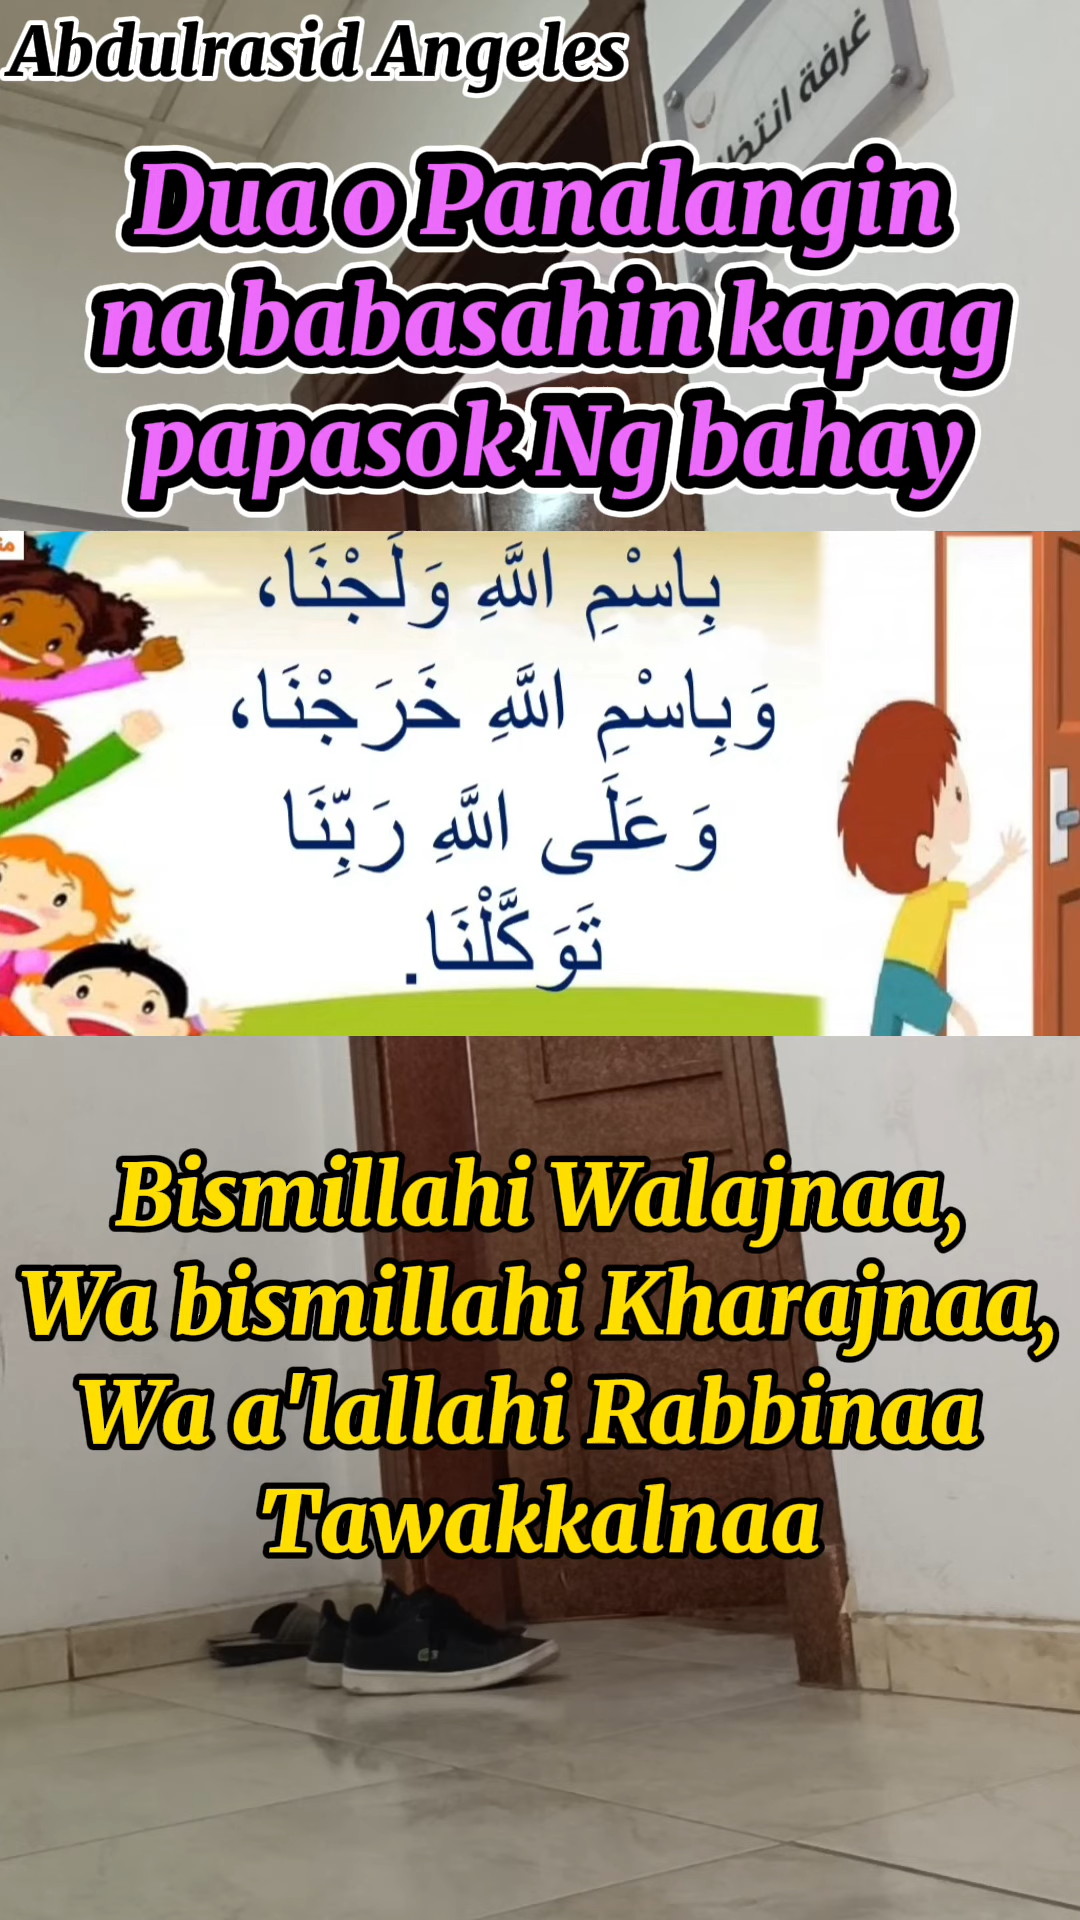 Abdulrasid Angeles
غرفة
Dua o Panalangin
na babasahin kapag
papasok Ng bahay
بِاسْمِ اللَّهِ وَلَجْنَا،
وَبِاسْمِ اللَّهِ خَرَجْنَا،
وَعَلَى اللَّهِ رَبِّنَا
تَوَكَّلْنَا.
Bismillahi Walajnaa,
Wa bismillahi Kharajnaa,
Wa a'lallahi Rabbinaa
Tawakkalnaa